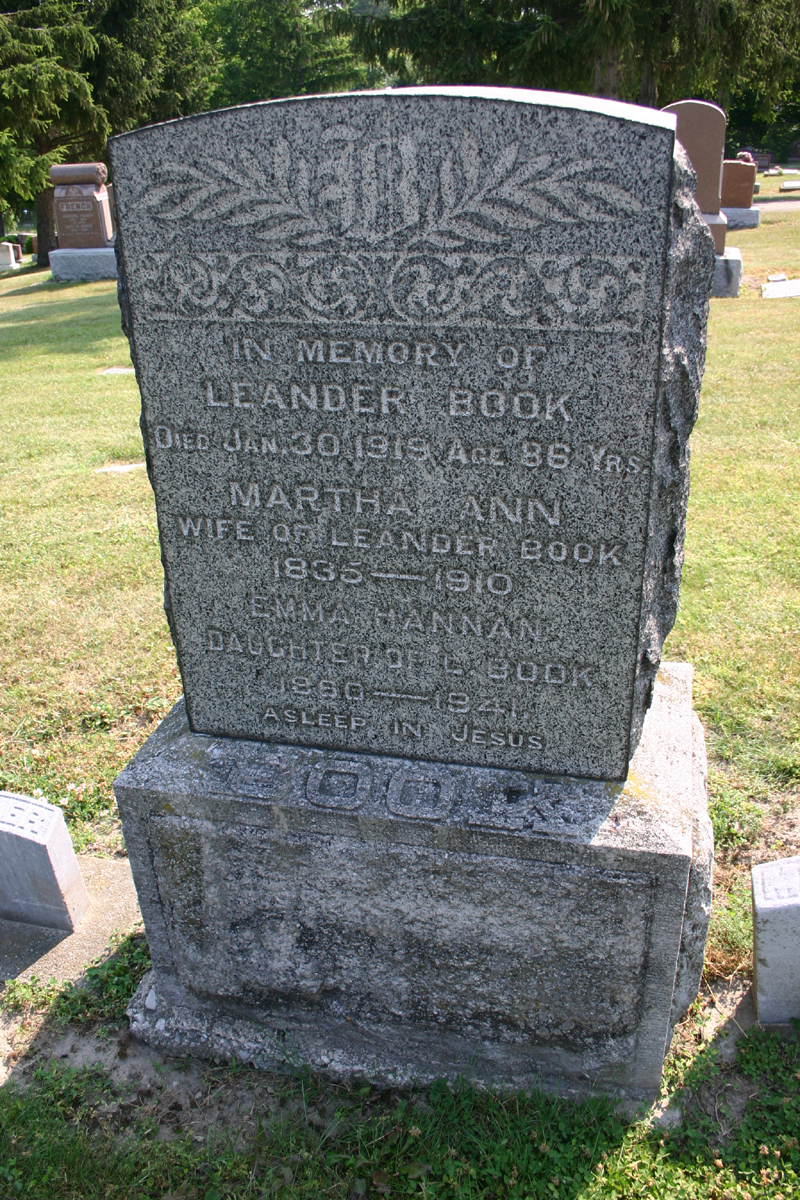 B
IN MEMORY OF
LEANDER BOOK
DIED JAN. 30, 1919, AGE 86 YRS.
MARTHA ANN
WIFE OF LEANDER BOOK
1835—1910
EMMA HANNAN
DAUGHTER OF L. BOOK
1860—1941
ASLEEP IN JESUS
BOOK
FRENCH